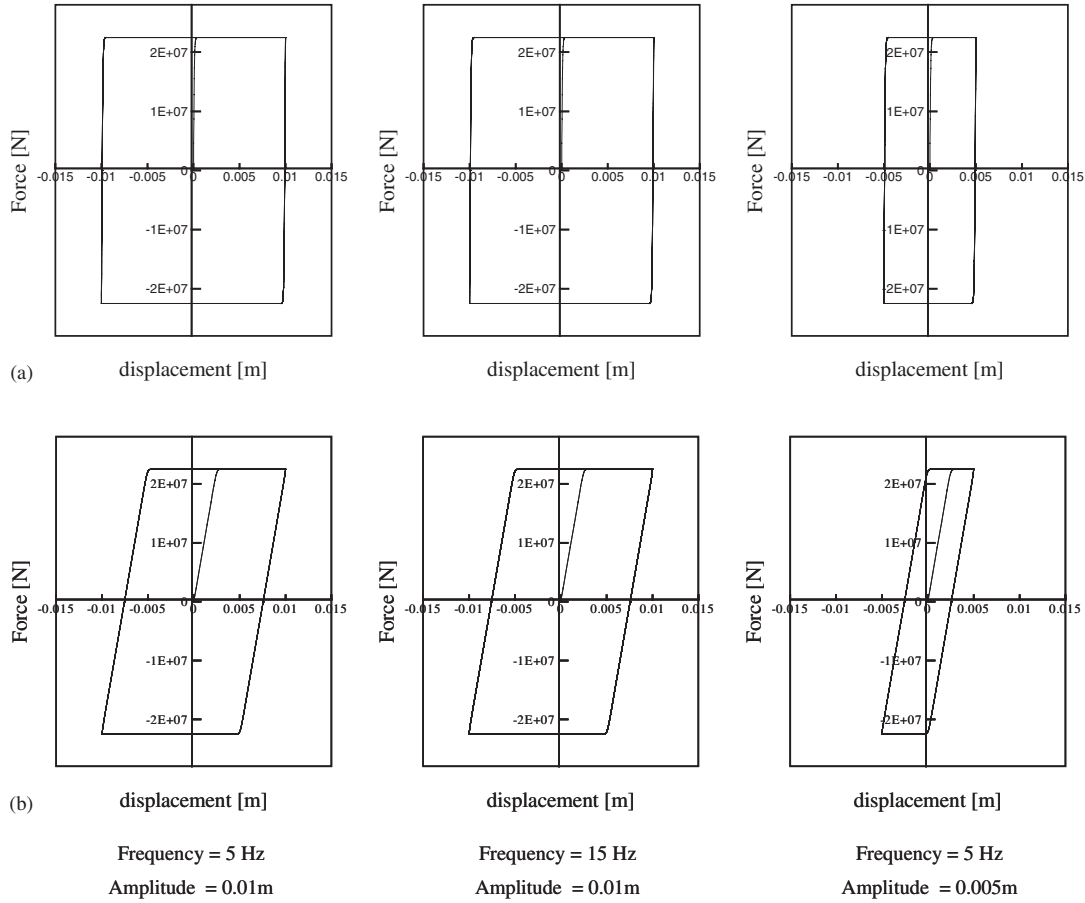 2E+07 2E+07 2E+07
1E+07 1E+07 1E+07
Force [N] Force [N] Force [N]
-0.015 -0.01 -0.005 0 0 0.005 0.01 0.015 -0.015 -0.01 -0.005 0 0 0.005 0.01 0.015 -0.015 -0.01 -0.005 0 0 0.005 0.01 0.015
-1E+07 -1E+07 -1E+07
-2E+07 -2E+07 -2E+07
(a) displacement [m] displacement [m] displacement [m]
2E+07 2E+07 2E+07
1E+07 1E+07 1E+07
Force [N] Force [N] Force [N]
-0.015 -0.01 -0.005 0 0 0.005 0.01 0.015 -0.015 -0.01 -0.005 0 0 0.005 0.01 0.015 -0.015 -0.01 -0.005 0 0 0.005 0.01 0.015
-1E+07 -1E+07 -1E+07
-2E+07 -2E+07 -2E+07
(b) displacement [m] displacement [m] displacement [m]
Frequency = 5 Hz Frequency = 15 Hz Frequency = 5 Hz
Amplitude = 0.01m Amplitude = 0.01m Amplitude = 0.005m